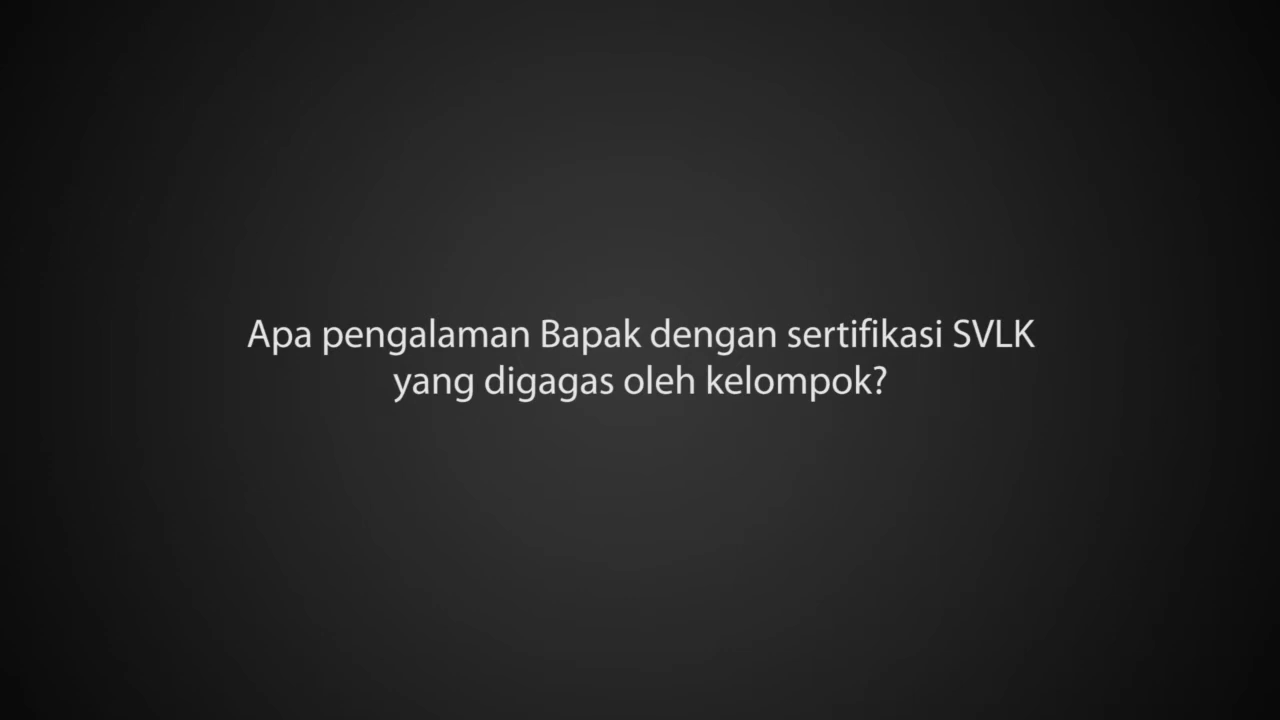 Apa pengalaman Bapak dengan sertifikasi SVLK
yang digagas oleh kelompok?